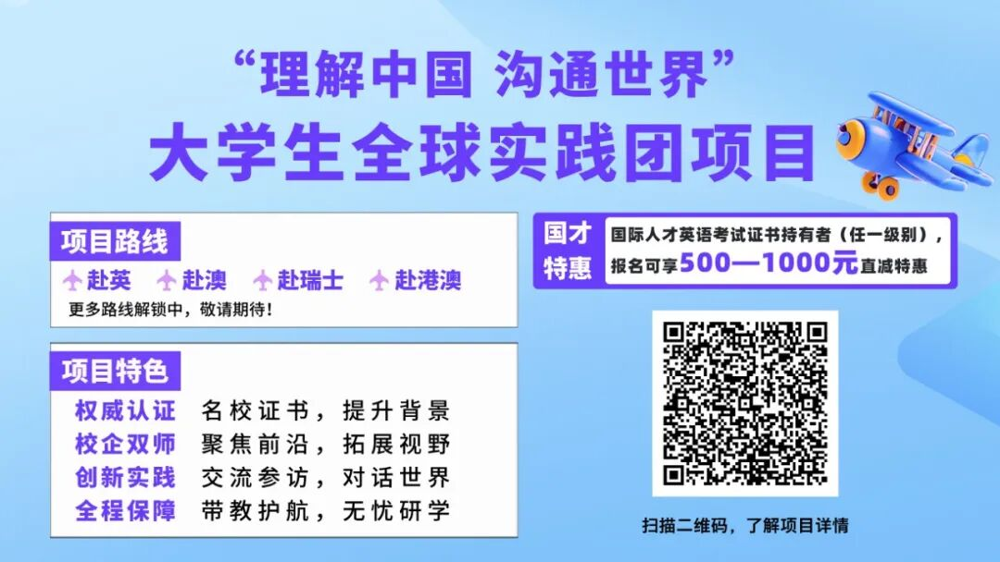 “理解中国 沟通世界”
大学生全球实践团项目
项目路线
赴英 赴澳 赴瑞士 赴港澳
更多路线解锁中，敬请期待！
国才
特惠
国际人才英语考试证书持有者（任一级别），
报名可享500—1000元直减特惠
项目特色
权威认证 名校证书，提升背景
校企双师 聚焦前沿，拓展视野
创新实践 交流参访，对话世界
全程保障 带教护航，无忧研学
扫描二维码，了解项目详情